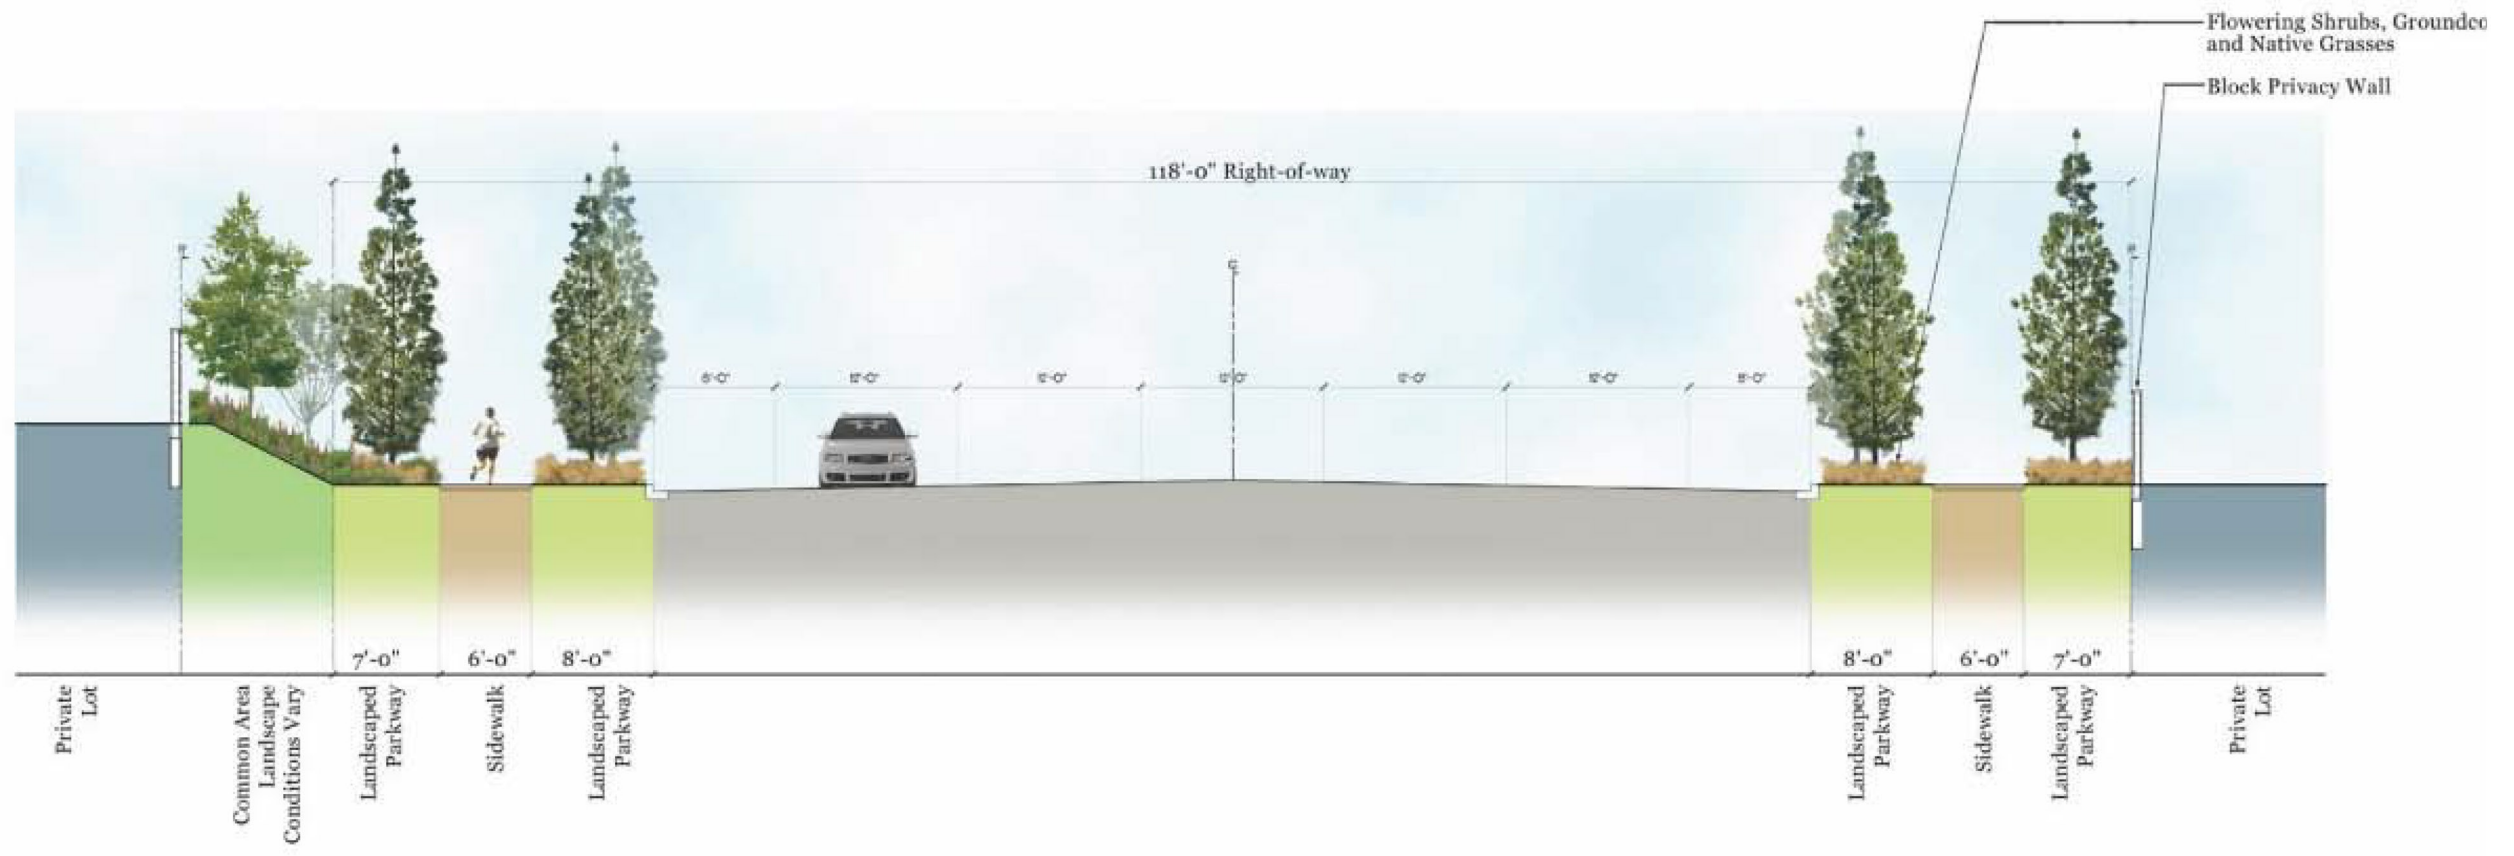 Flowering Shrubs, Groundco
and Native Grasses
Block Privacy Wall
118'-0" Right-of-way
7'-0"
6'-0"
8'-0"
8'-0"
6'-0"
7'-0"
Private
Lot
Common Area
Landscape
Conditions Vary
Landscaped
Parkway
Sidewalk
Landscaped
Parkway
Landscaped
Parkway
Sidewalk
Landscaped
Parkway
Private
Lot